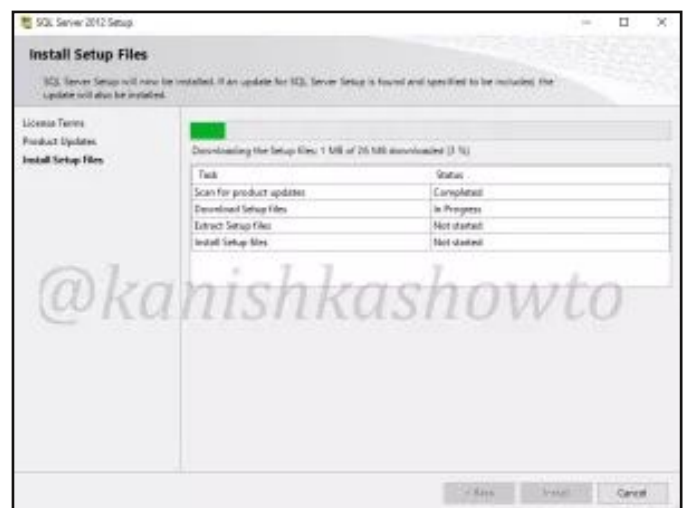 SQL Server 2012 Setup
Install Setup Files
SQL Server Setup will now be installed. If an update for SQL Server Setup is found and specified to be included, the
update will also be installed.
License Terms
Product Updates
Install Setup Files
Downloading the Setup files: 1 MB of 26 MB downloaded (3 %)
Task Status
Scan for product updates Completed
Download Setup files In Progress
Extract Setup files Not started
Install Setup files Not started
@kanishkashowto
< Back Install Cancel